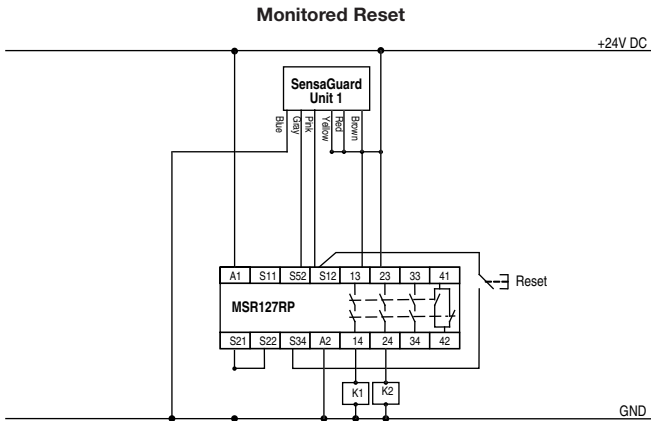 Monitored Reset
+24V DC
SensaGuard
Unit 1
Blue
Gray
Pink
Yellow
Red
Brown
A1 S11 S52 S12 13 23 33 41
Reset
MSR127RP
S21 S22 S34 A2 14 24 34 42
K1 K2
GND